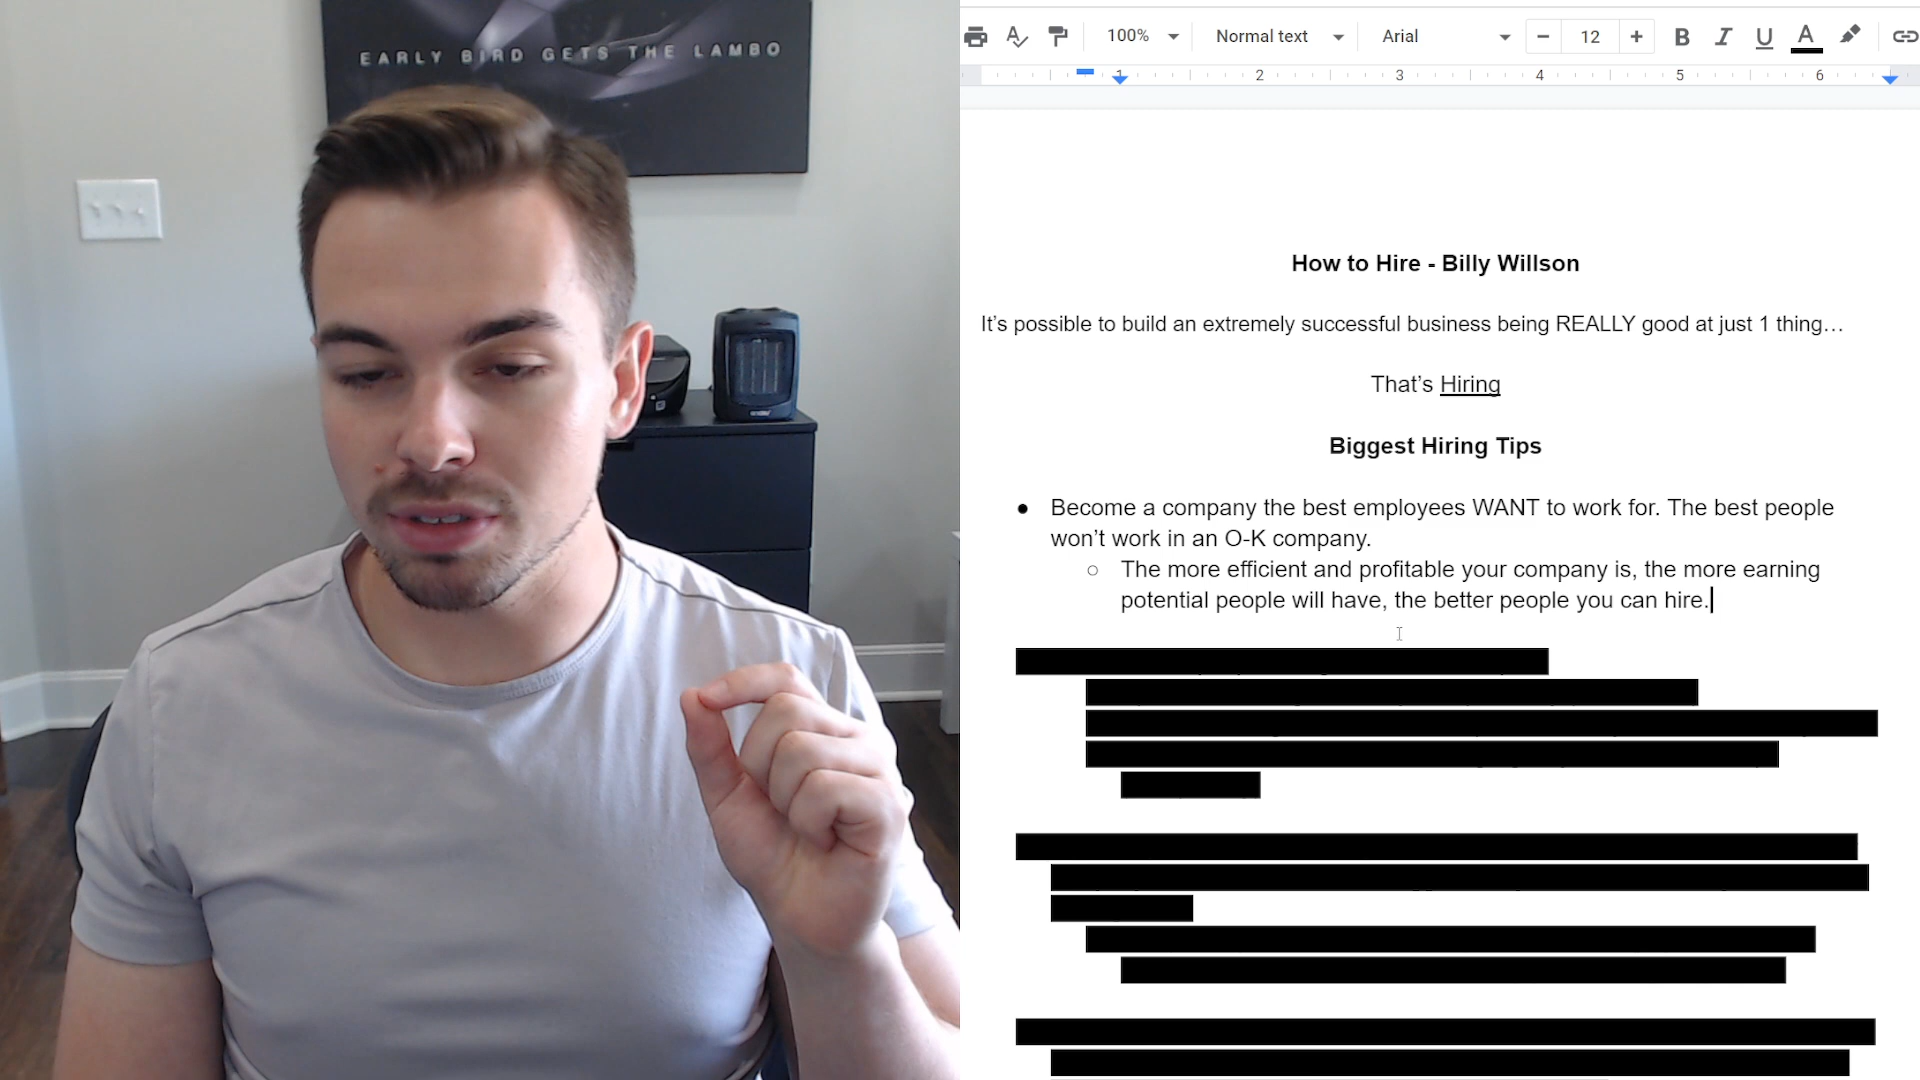 EARLY BIRD GETS THE LAMBO
100%
Normal text
Arial
12
B
I
U
A
1
2
3
4
5
6
How to Hire - Billy Willson
It’s possible to build an extremely successful business being REALLY good at just 1 thing…
That’s Hiring
Biggest Hiring Tips
● Become a company the best employees WANT to work for. The best people
won’t work in an O-K company.
○ The more efficient and profitable your company is, the more earning
potential people will have, the better people you can hire.